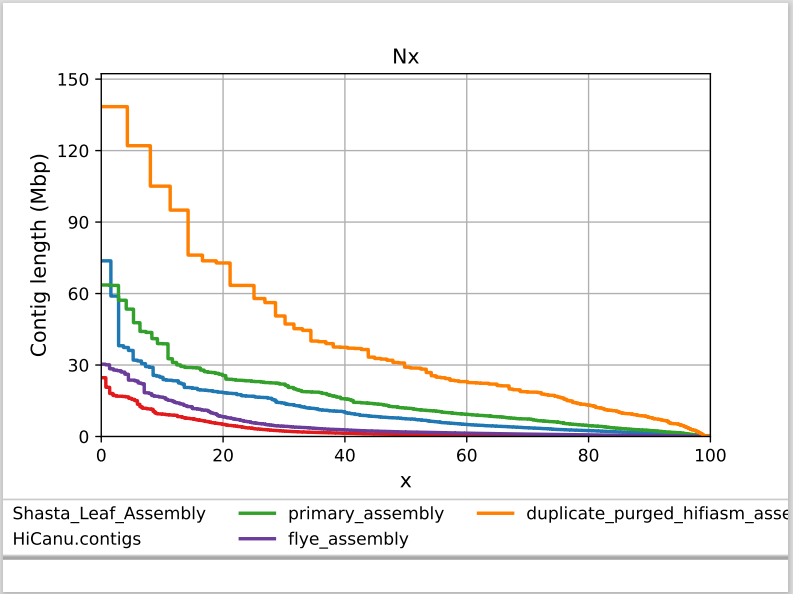 Nx
150
120
90
60
30
0
Contig length (Mbp)
0 20 40 60 80 100
x
Shasta_Leaf_Assembly primary_assembly duplicate_purged_hifiasm_asse
HiCanu.contigs flye_assembly